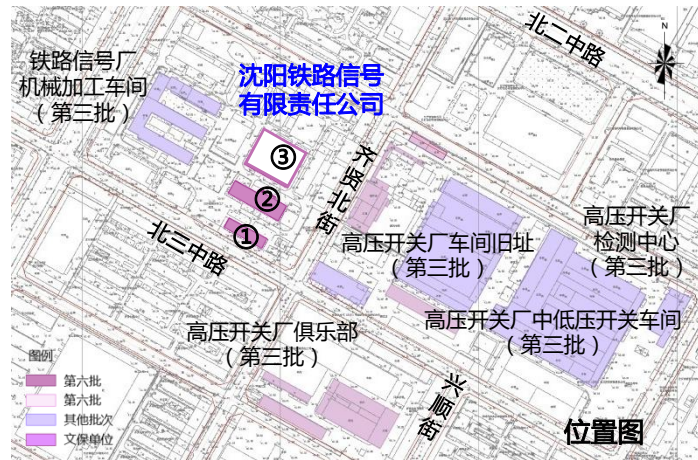 北二中路
N
铁路信号厂
机械加工车间
（第三批）
沈阳铁路信号
有限责任公司
③
②
①
齐贤北街
北三中路
高压开关厂车间旧址
（第三批）
高压开关厂
检测中心
（第三批）
高压开关厂中低压开关车间
（第三批）
高压开关厂俱乐部
（第三批）
兴顺街
图例
第六批
第六批
其他批次
文保单位
位置图